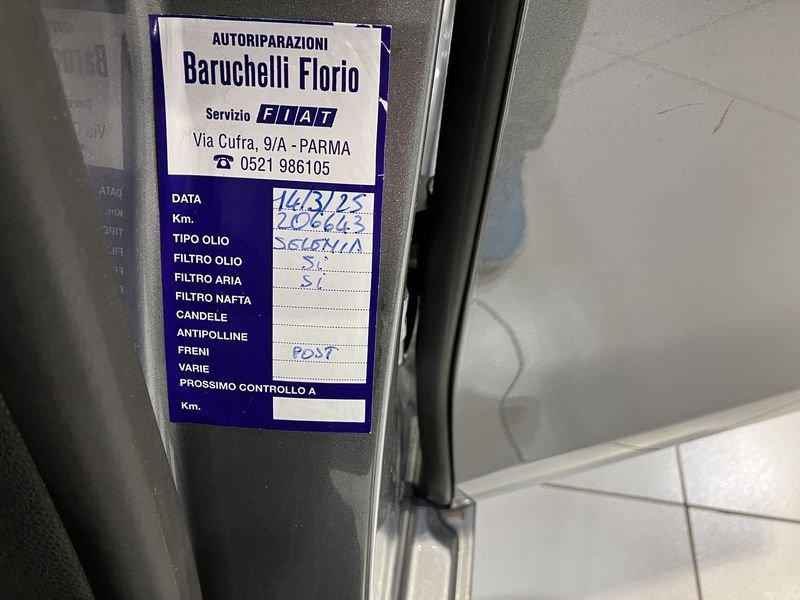 AUTORIPARAZIONI
Baruchelli Florio
Servizio FIAT
Via Cufra, 9/A - PARMA
☎ 0521 986105
DATA 14/3/25
Km. 206643
TIPO OLIO SELENIA
FILTRO OLIO Si
FILTRO ARIA Si
FILTRO NAFTA
CANDELE
ANTIPOLLINE
FRENI POST
VARIE
PROSSIMO CONTROLLO A
Km.